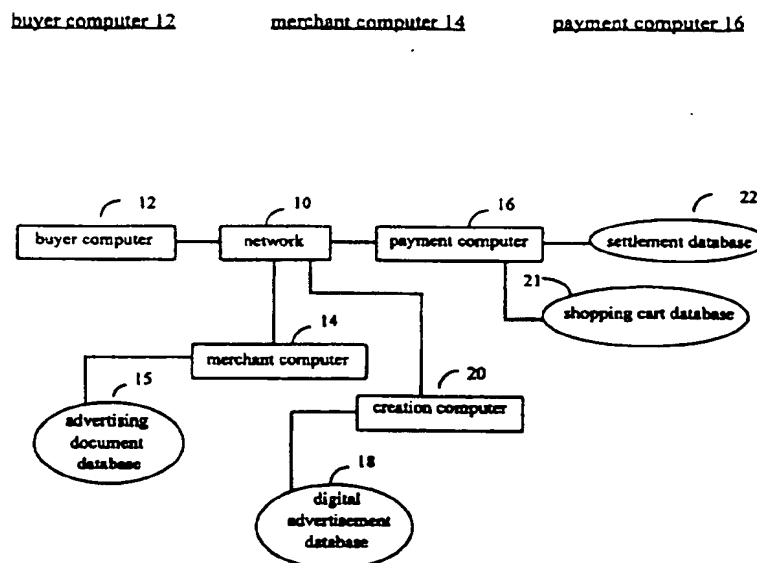 buyer computer 12 merchant computer 14 payment computer 16
12 10 16 22
buyer computer network payment computer settlement database
21
shopping cart database
14
merchant computer
15
advertising
document
database
20
creation computer
18
digital
advertisement
database